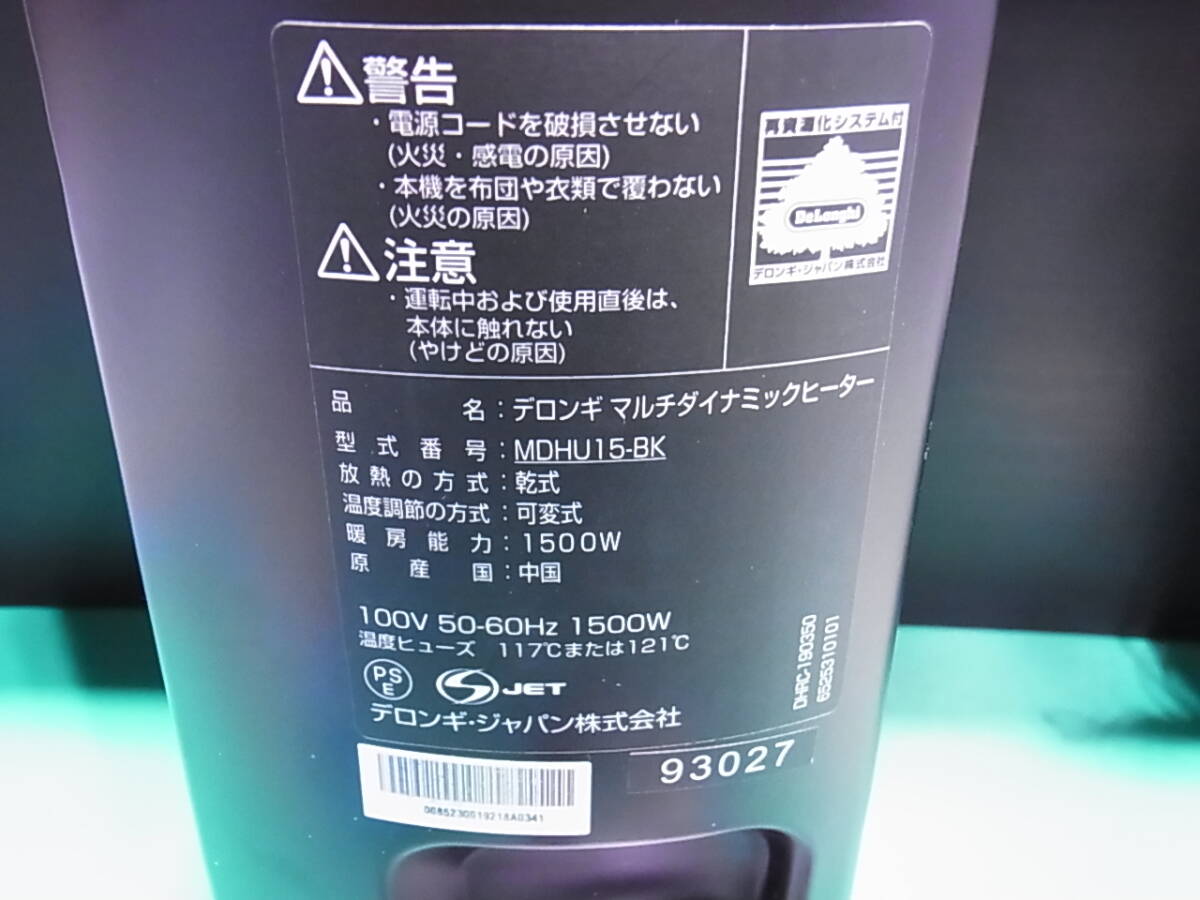 警告
・電源コードを破損させない
(火災・感電の原因)
・本機を布団や衣類で覆わない
(火災の原因)
注意
・運転中および使用直後は、
本体に触れない
(やけどの原因)
再資源化システム付
DeLonghi
デロンギ・ジャパン株式会社
品名：デロンギ マルチダイナミックヒーター
型式番号：MDHU15-BK
放熱の方式：乾式
温度調節の方式：可変式
暖房能力：1500W
原産国：中国
100V 50-60Hz 1500W
温度ヒューズ 117℃または121℃
PSE
JET
デロンギ・ジャパン株式会社
DHRC-190350
6525310101
93027
0085230019218A0341